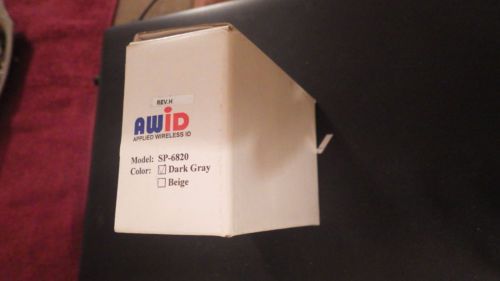 REV.H
AWiD
APPLIED WIRELESS ID
Model: SP-6820
Color: ☑ Dark Gray
☐ Beige